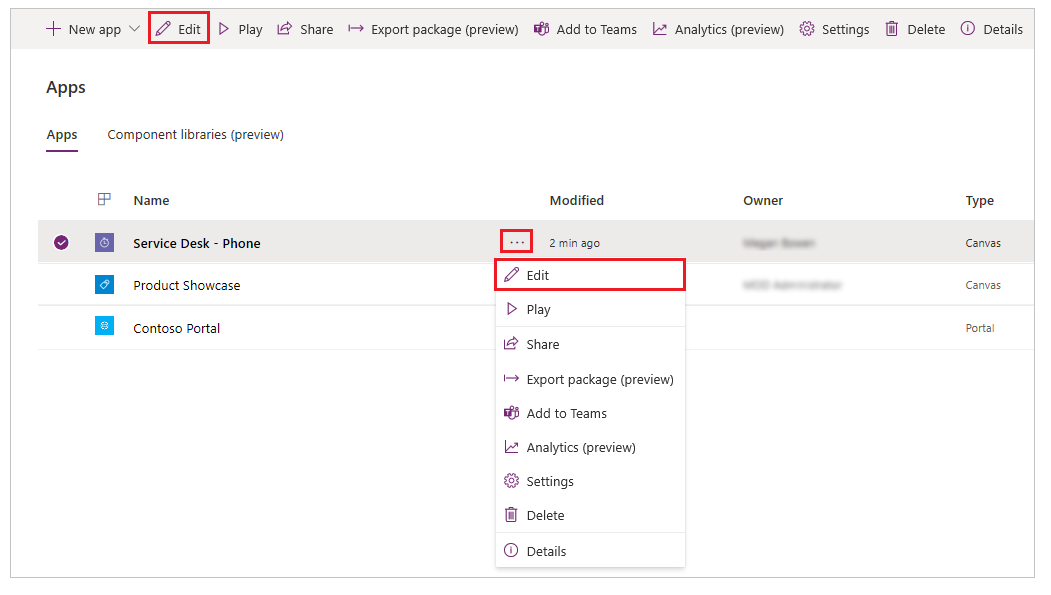 New app Edit Play Share Export package (preview) Add to Teams Analytics (preview) Settings Delete Details
Apps
Apps Component libraries (preview)
Name Modified Owner Type
Service Desk - Phone ... 2 min ago Canvas
Product Showcase Canvas
Contoso Portal Portal
Edit
Play
Share
Export package (preview)
Add to Teams
Analytics (preview)
Settings
Delete
Details